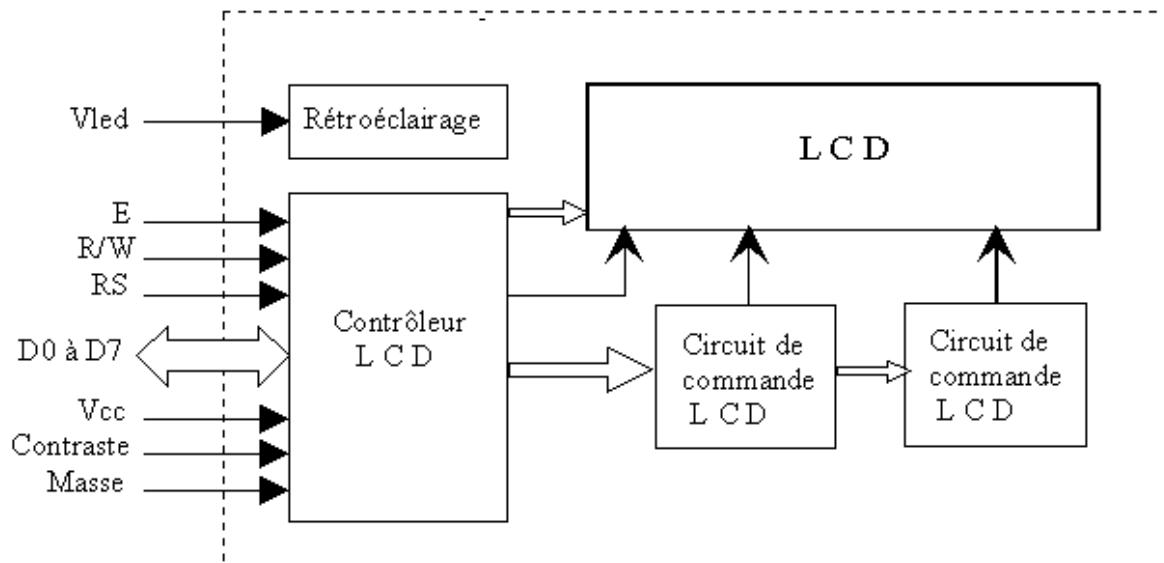 Vled
Rétroéclairage
L C D
E
R/W
RS
D0 à D7
Vcc
Contraste
Masse
Contrôleur
L C D
Circuit de
commande
L C D
Circuit de
commande
L C D